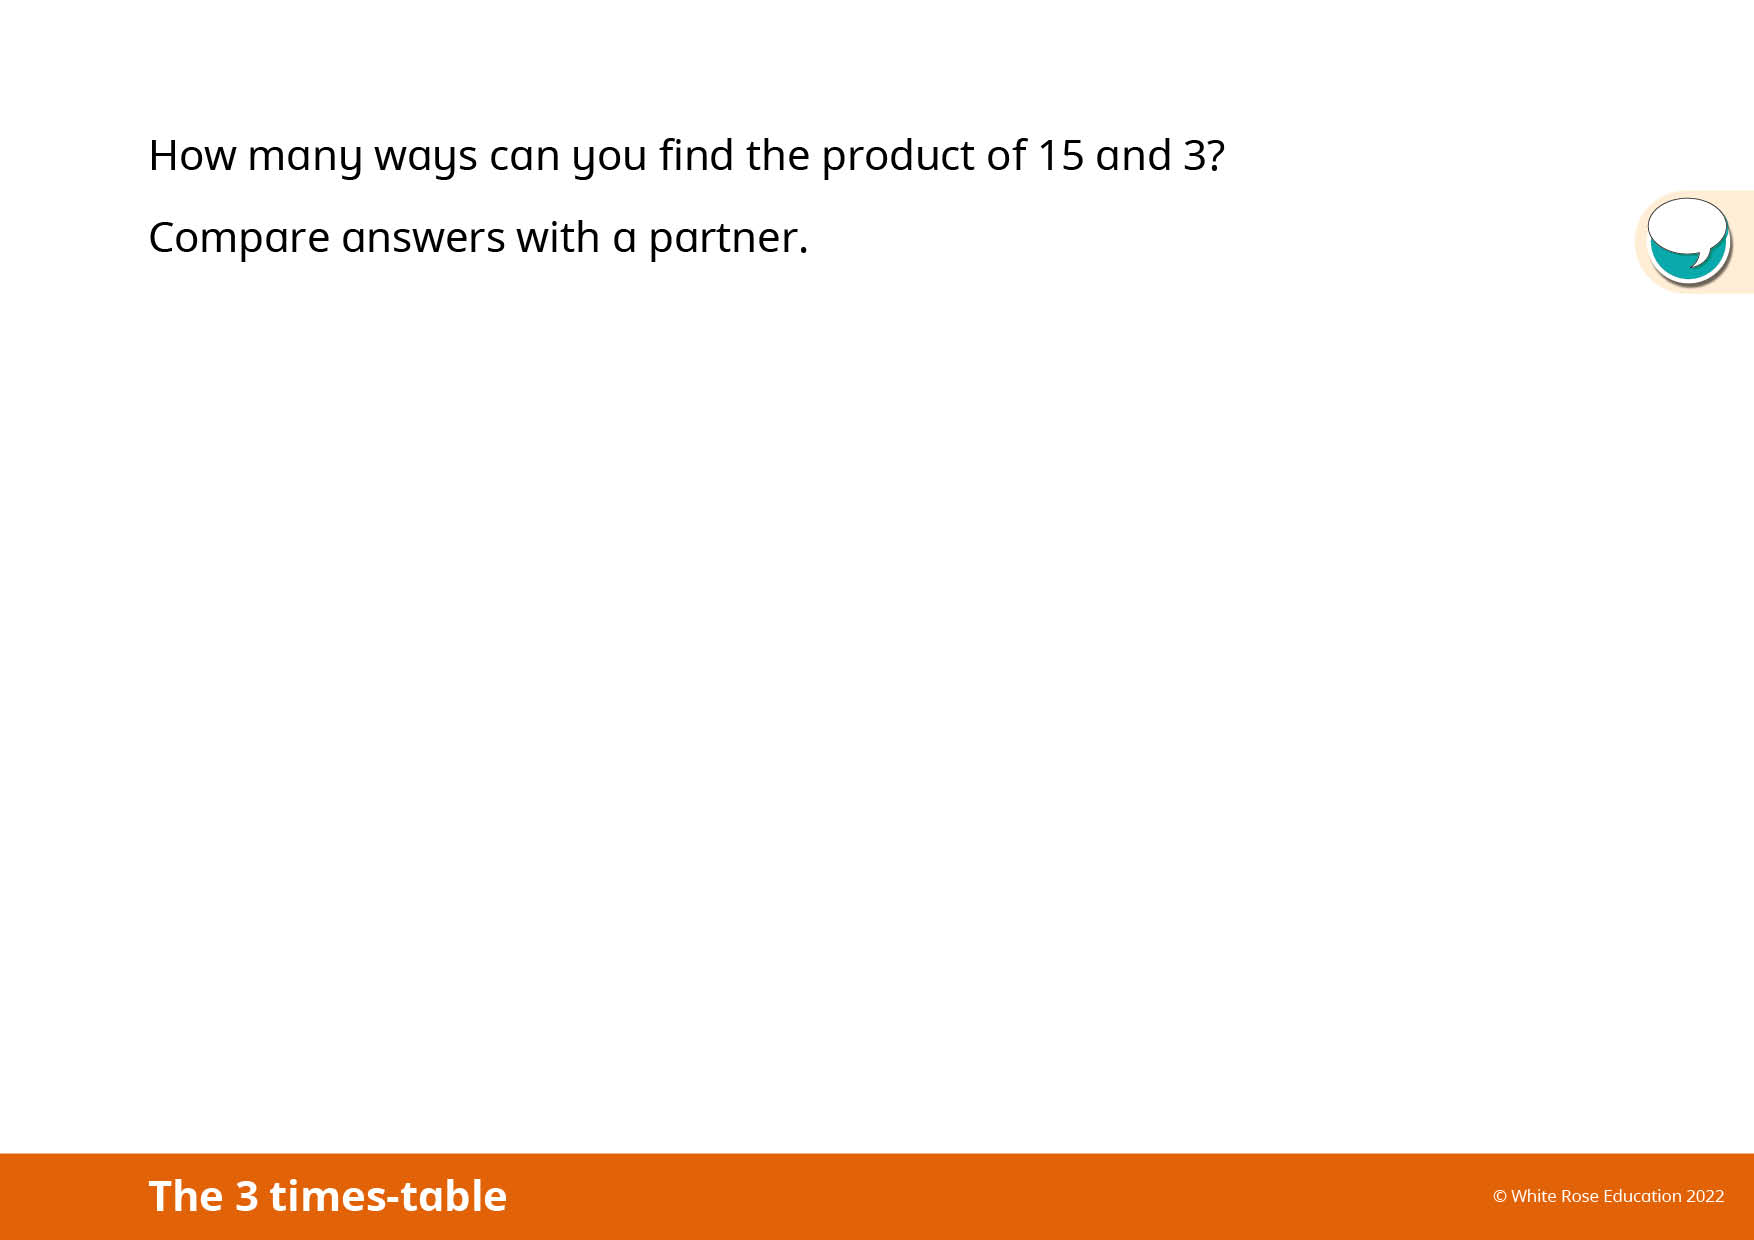 How many ways can you find the product of 15 and 3?
Compare answers with a partner.
The 3 times-table
© White Rose Education 2022